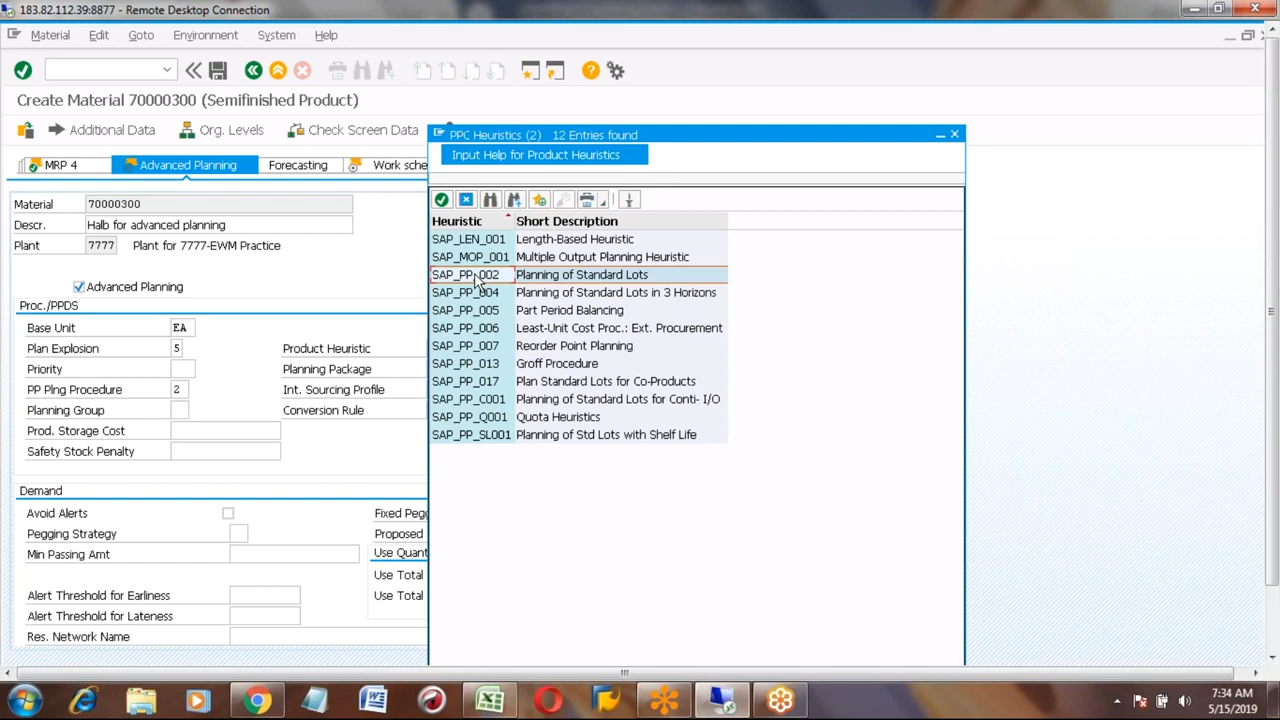 183.82.112.39:8877 - Remote Desktop Connection
Material Edit Goto Environment System Help
Create Material 70000300 (Semifinished Product)
Additional Data Org. Levels Check Screen Data
MRP 4 Advanced Planning Forecasting Work sche
Material 70000300
Descr. Halb for advanced planning
Plant 7777 Plant for 7777-EWM Practice
Advanced Planning
Proc./PPDS
Base Unit EA
Plan Explosion 5 Product Heuristic
Priority Planning Package
PP Plng Procedure 2 Int. Sourcing Profile
Planning Group Conversion Rule
Prod. Storage Cost
Safety Stock Penalty
Demand
Avoid Alerts Fixed Pegg
Pegging Strategy Proposed
Min Passing Amt Use Quant
Use Total
Alert Threshold for Earliness Use Total
Alert Threshold for Lateness
Res. Network Name
PPC Heuristics (2) 12 Entries found
Input Help for Product Heuristics
Heuristic Short Description
SAP_LEN_001 Length-Based Heuristic
SAP_MOP_001 Multiple Output Planning Heuristic
SAP_PP_002 Planning of Standard Lots
SAP_PP_004 Planning of Standard Lots in 3 Horizons
SAP_PP_005 Part Period Balancing
SAP_PP_006 Least-Unit Cost Proc.: Ext. Procurement
SAP_PP_007 Reorder Point Planning
SAP_PP_013 Groff Procedure
SAP_PP_017 Plan Standard Lots for Co-Products
SAP_PP_C001 Planning of Standard Lots for Conti- I/O
SAP_PP_Q001 Quota Heuristics
SAP_PP_SL001 Planning of Std Lots with Shelf Life
7:34 AM
5/15/2019